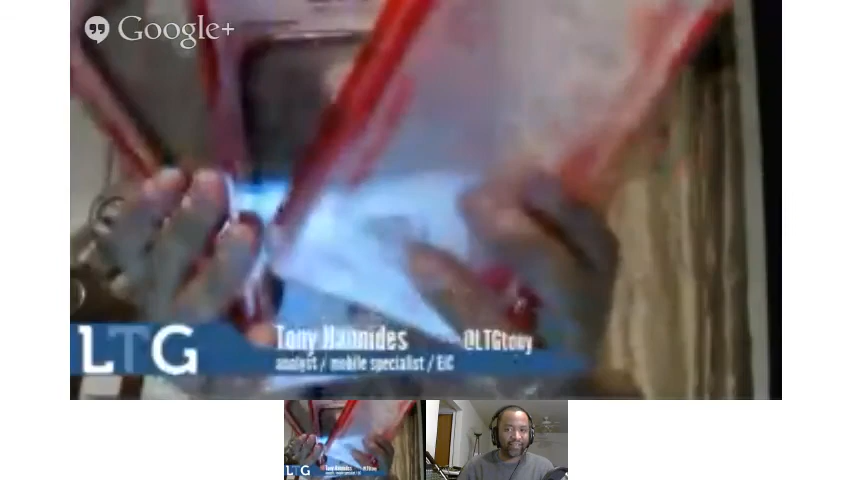 Google+
LTG
Tony Hannides @LTGtony
analyst / mobile specialist / EiC